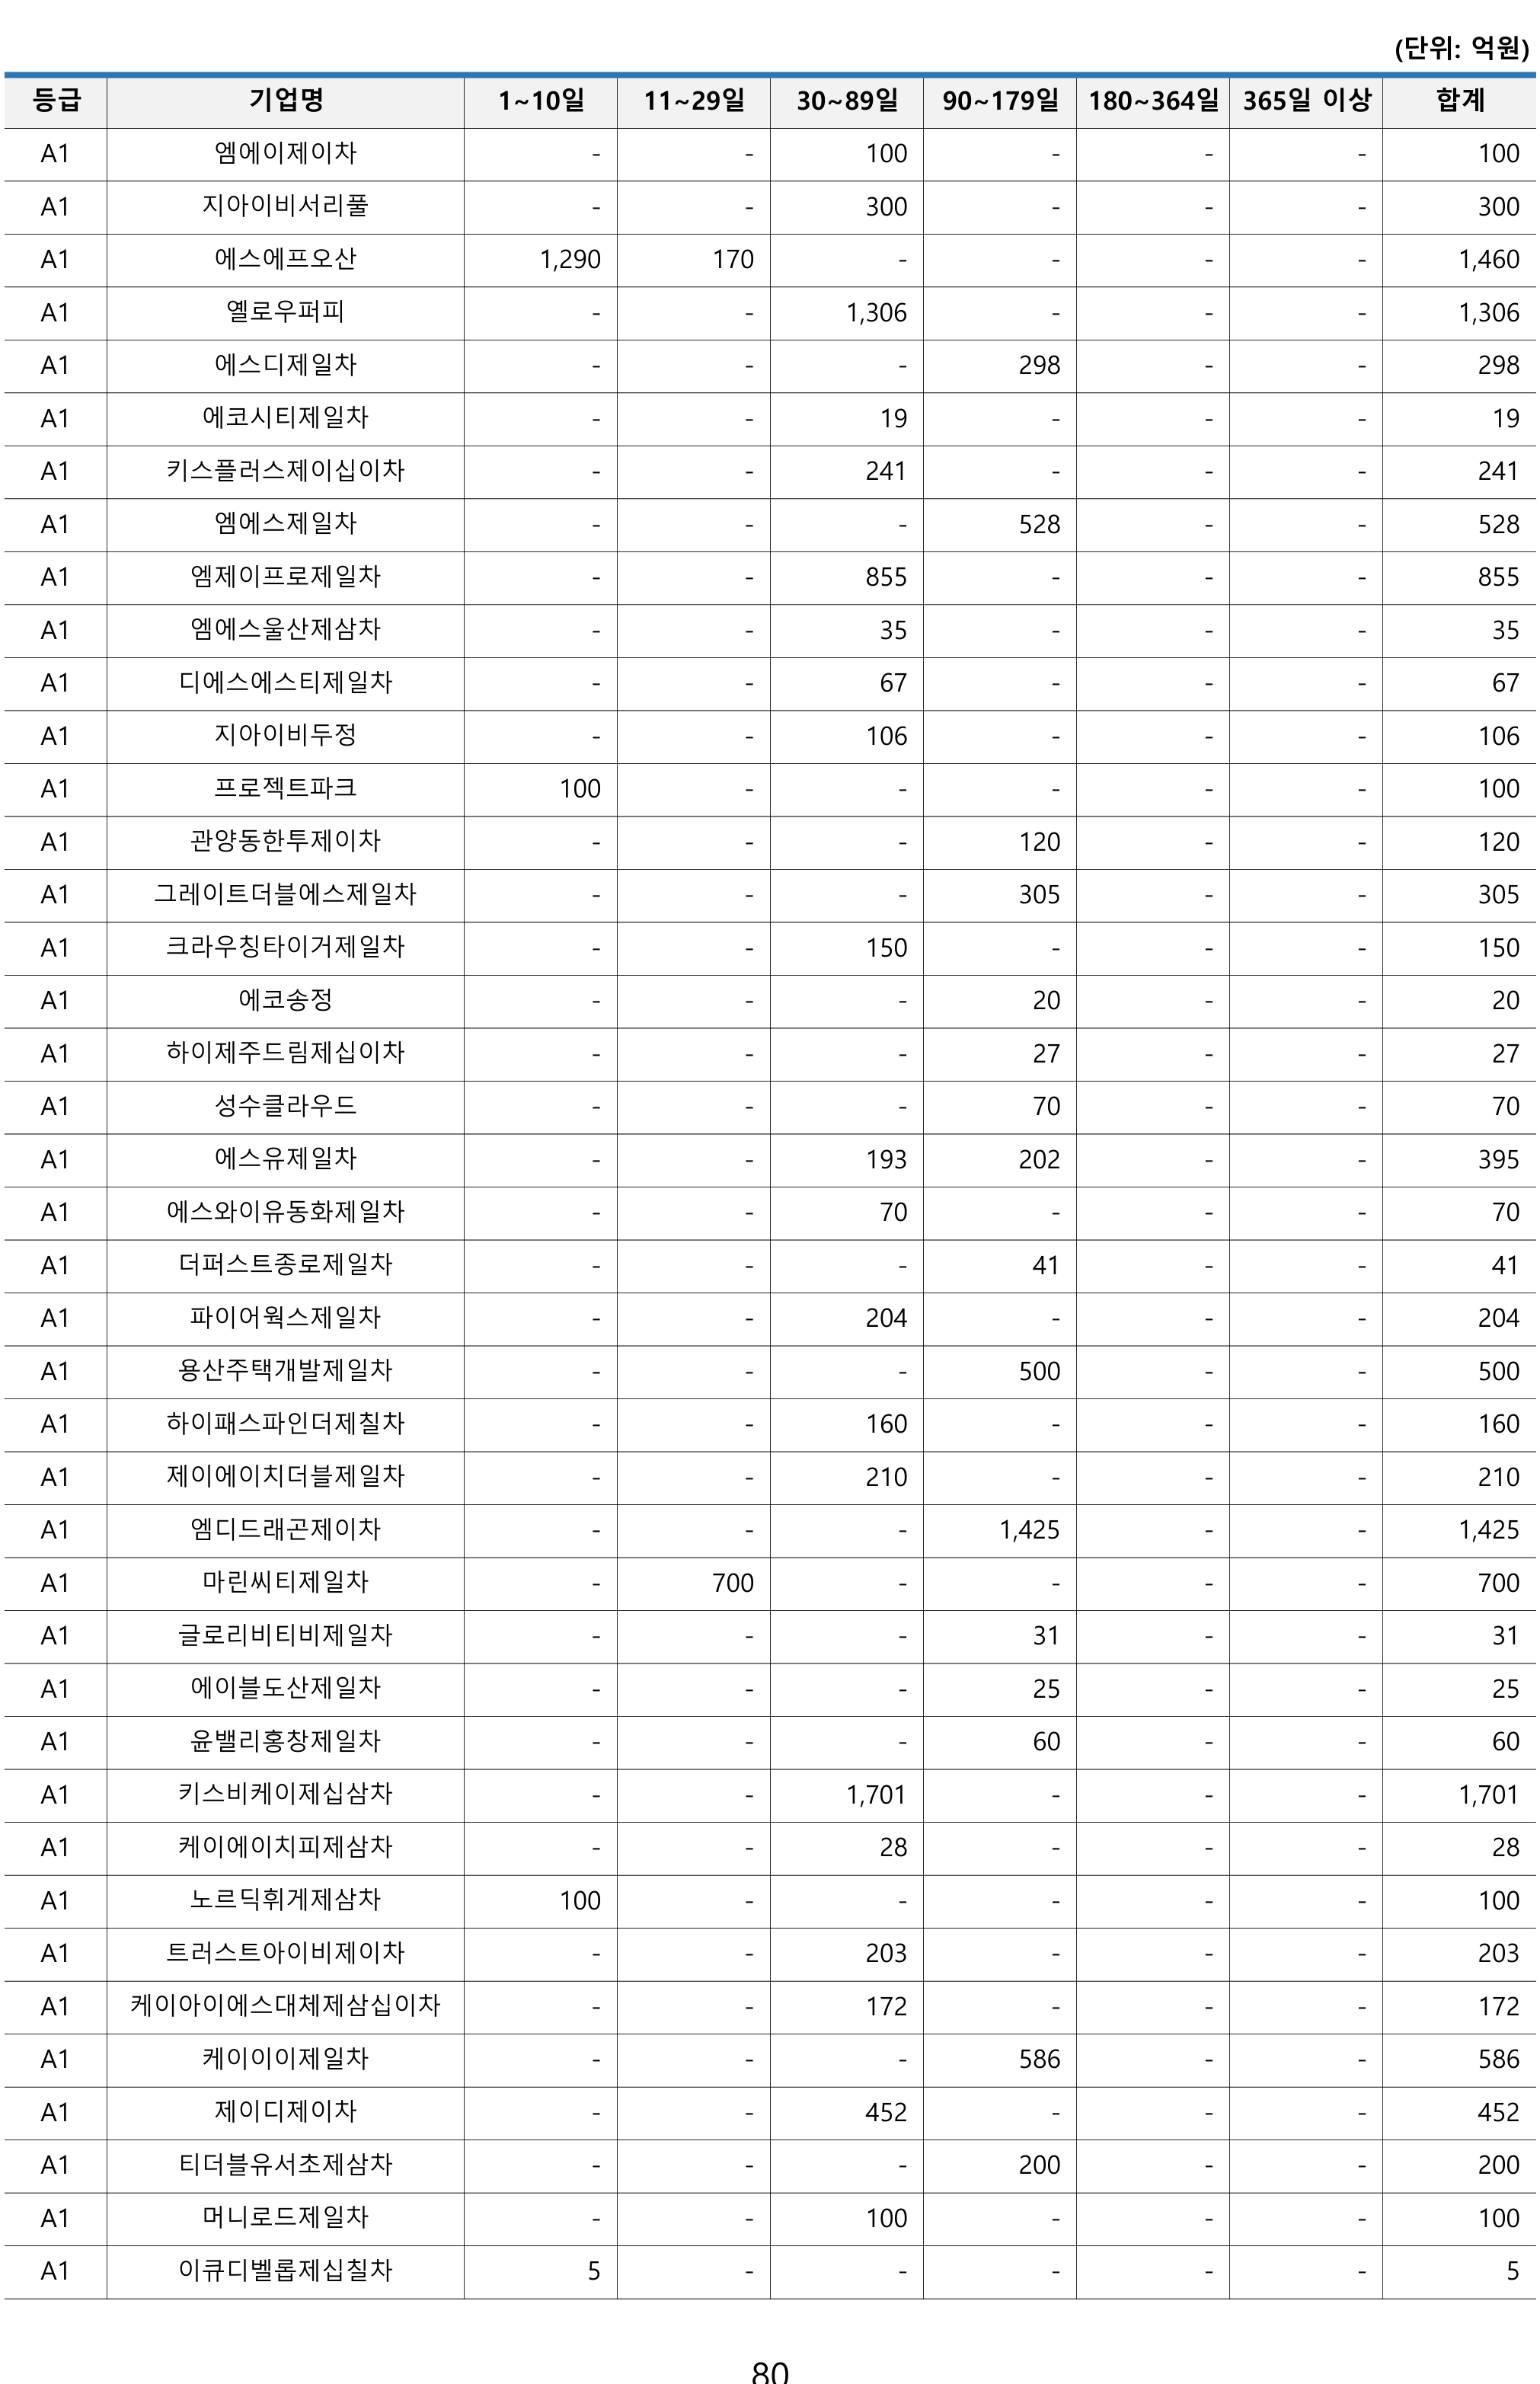 (단위: 억원)
등급 기업명 1~10일 11~29일 30~89일 90~179일 180~364일 365일 이상 합계
A1 엠에이제이차 - - 100 - - - 100
A1 지아이비서리풀 - - 300 - - - 300
A1 에스에프오산 1,290 170 - - - - 1,460
A1 옐로우퍼피 - - 1,306 - - - 1,306
A1 에스디제일차 - - - 298 - - 298
A1 에코시티제일차 - - 19 - - - 19
A1 키스플러스제이십이차 - - 241 - - - 241
A1 엠에스제일차 - - - 528 - - 528
A1 엠제이프로제일차 - - 855 - - - 855
A1 엠에스울산제삼차 - - 35 - - - 35
A1 디에스에스티제일차 - - 67 - - - 67
A1 지아이비두정 - - 106 - - - 106
A1 프로젝트파크 100 - - - - - 100
A1 관양동한투제이차 - - - 120 - - 120
A1 그레이트더블에스제일차 - - - 305 - - 305
A1 크라우칭타이거제일차 - - 150 - - - 150
A1 에코송정 - - - 20 - - 20
A1 하이제주드림제십이차 - - - 27 - - 27
A1 성수클라우드 - - - 70 - - 70
A1 에스유제일차 - - 193 202 - - 395
A1 에스와이유동화제일차 - - 70 - - - 70
A1 더퍼스트종로제일차 - - - 41 - - 41
A1 파이어웍스제일차 - - 204 - - - 204
A1 용산주택개발제일차 - - - 500 - - 500
A1 하이패스파인더제칠차 - - 160 - - - 160
A1 제이에이치더블제일차 - - 210 - - - 210
A1 엠디드래곤제이차 - - - 1,425 - - 1,425
A1 마린씨티제일차 - 700 - - - - 700
A1 글로리비티비제일차 - - - 31 - - 31
A1 에이블도산제일차 - - - 25 - - 25
A1 윤밸리홍창제일차 - - - 60 - - 60
A1 키스비케이제십삼차 - - 1,701 - - - 1,701
A1 케이에이치피제삼차 - - 28 - - - 28
A1 노르딕휘게제삼차 100 - - - - - 100
A1 트러스트아이비제이차 - - 203 - - - 203
A1 케이아이에스대체제삼십이차 - - 172 - - - 172
A1 케이이이제일차 - - - 586 - - 586
A1 제이디제이차 - - 452 - - - 452
A1 티더블유서초제삼차 - - - 200 - - 200
A1 머니로드제일차 - - 100 - - - 100
A1 이큐디벨롭제십칠차 5 - - - - - 5
80